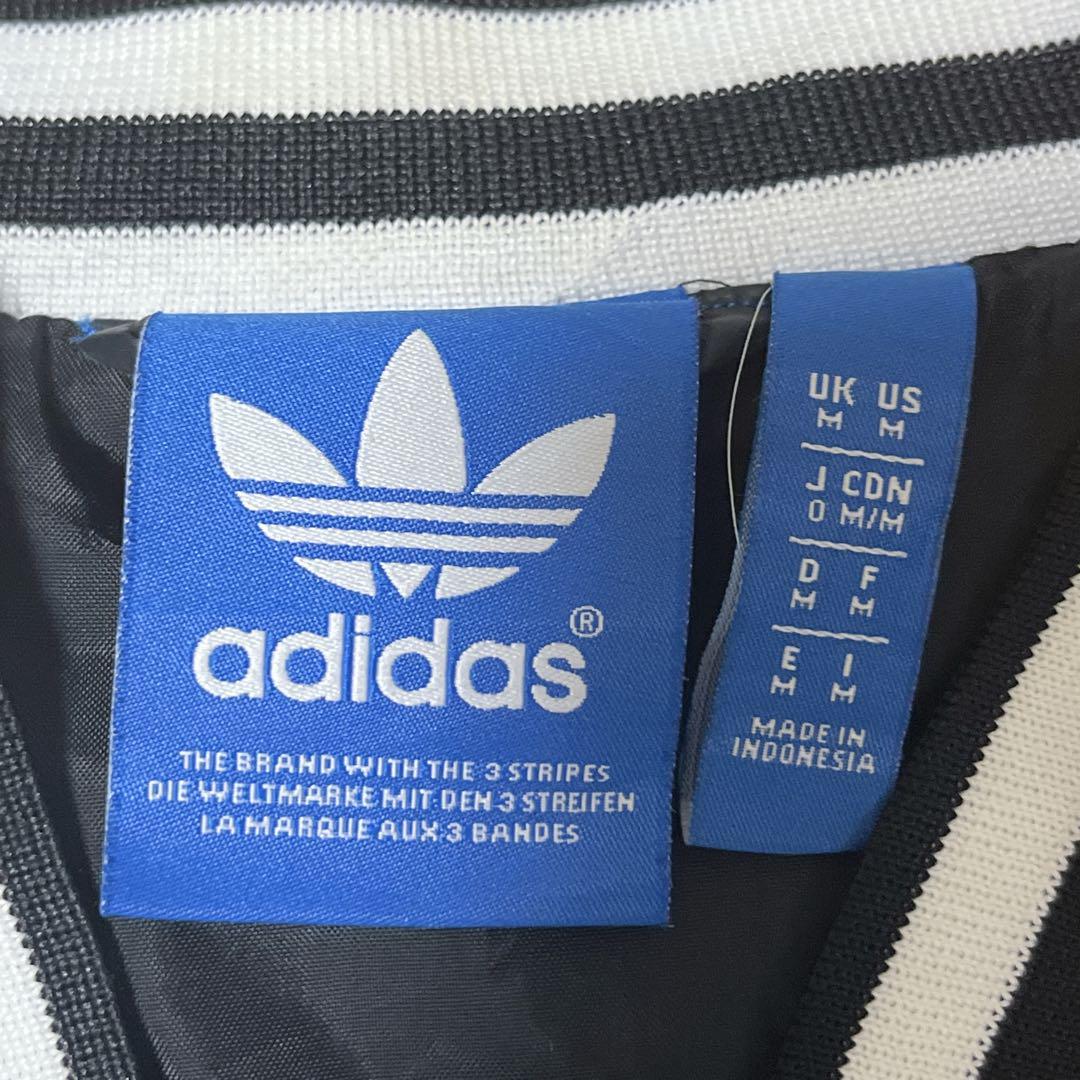 adidas®
THE BRAND WITH THE 3 STRIPES
DIE WELTMARKE MIT DEN 3 STREIFEN
LA MARQUE AUX 3 BANDES
UK US
M M
J CDN
O M/M
D F
M M
E I
M M
MADE IN
INDONESIA